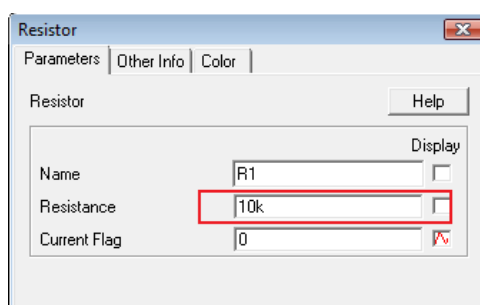 Resistor
Parameters Other Info Color
Resistor Help
Display
Name R1
Resistance 10k
Current Flag 0